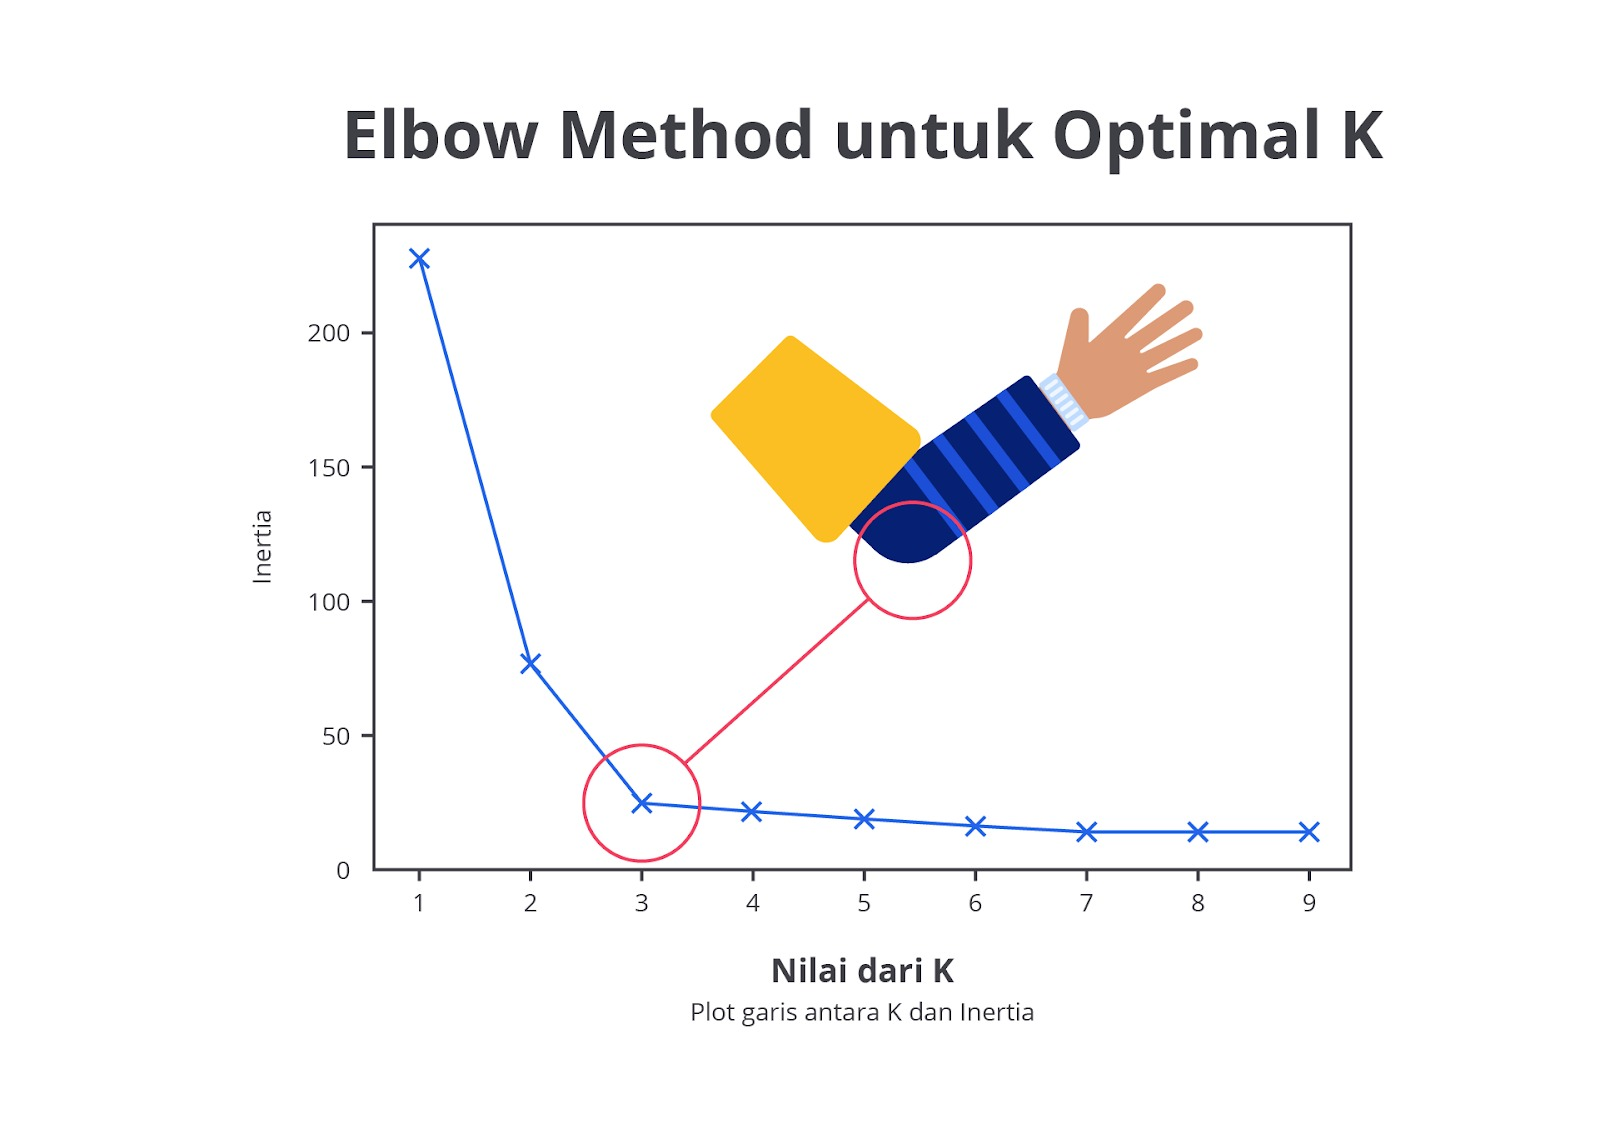 Elbow Method untuk Optimal K
200
150
100
50
0
Inertia
1 2 3 4 5 6 7 8 9
Nilai dari K
Plot garis antara K dan Inertia